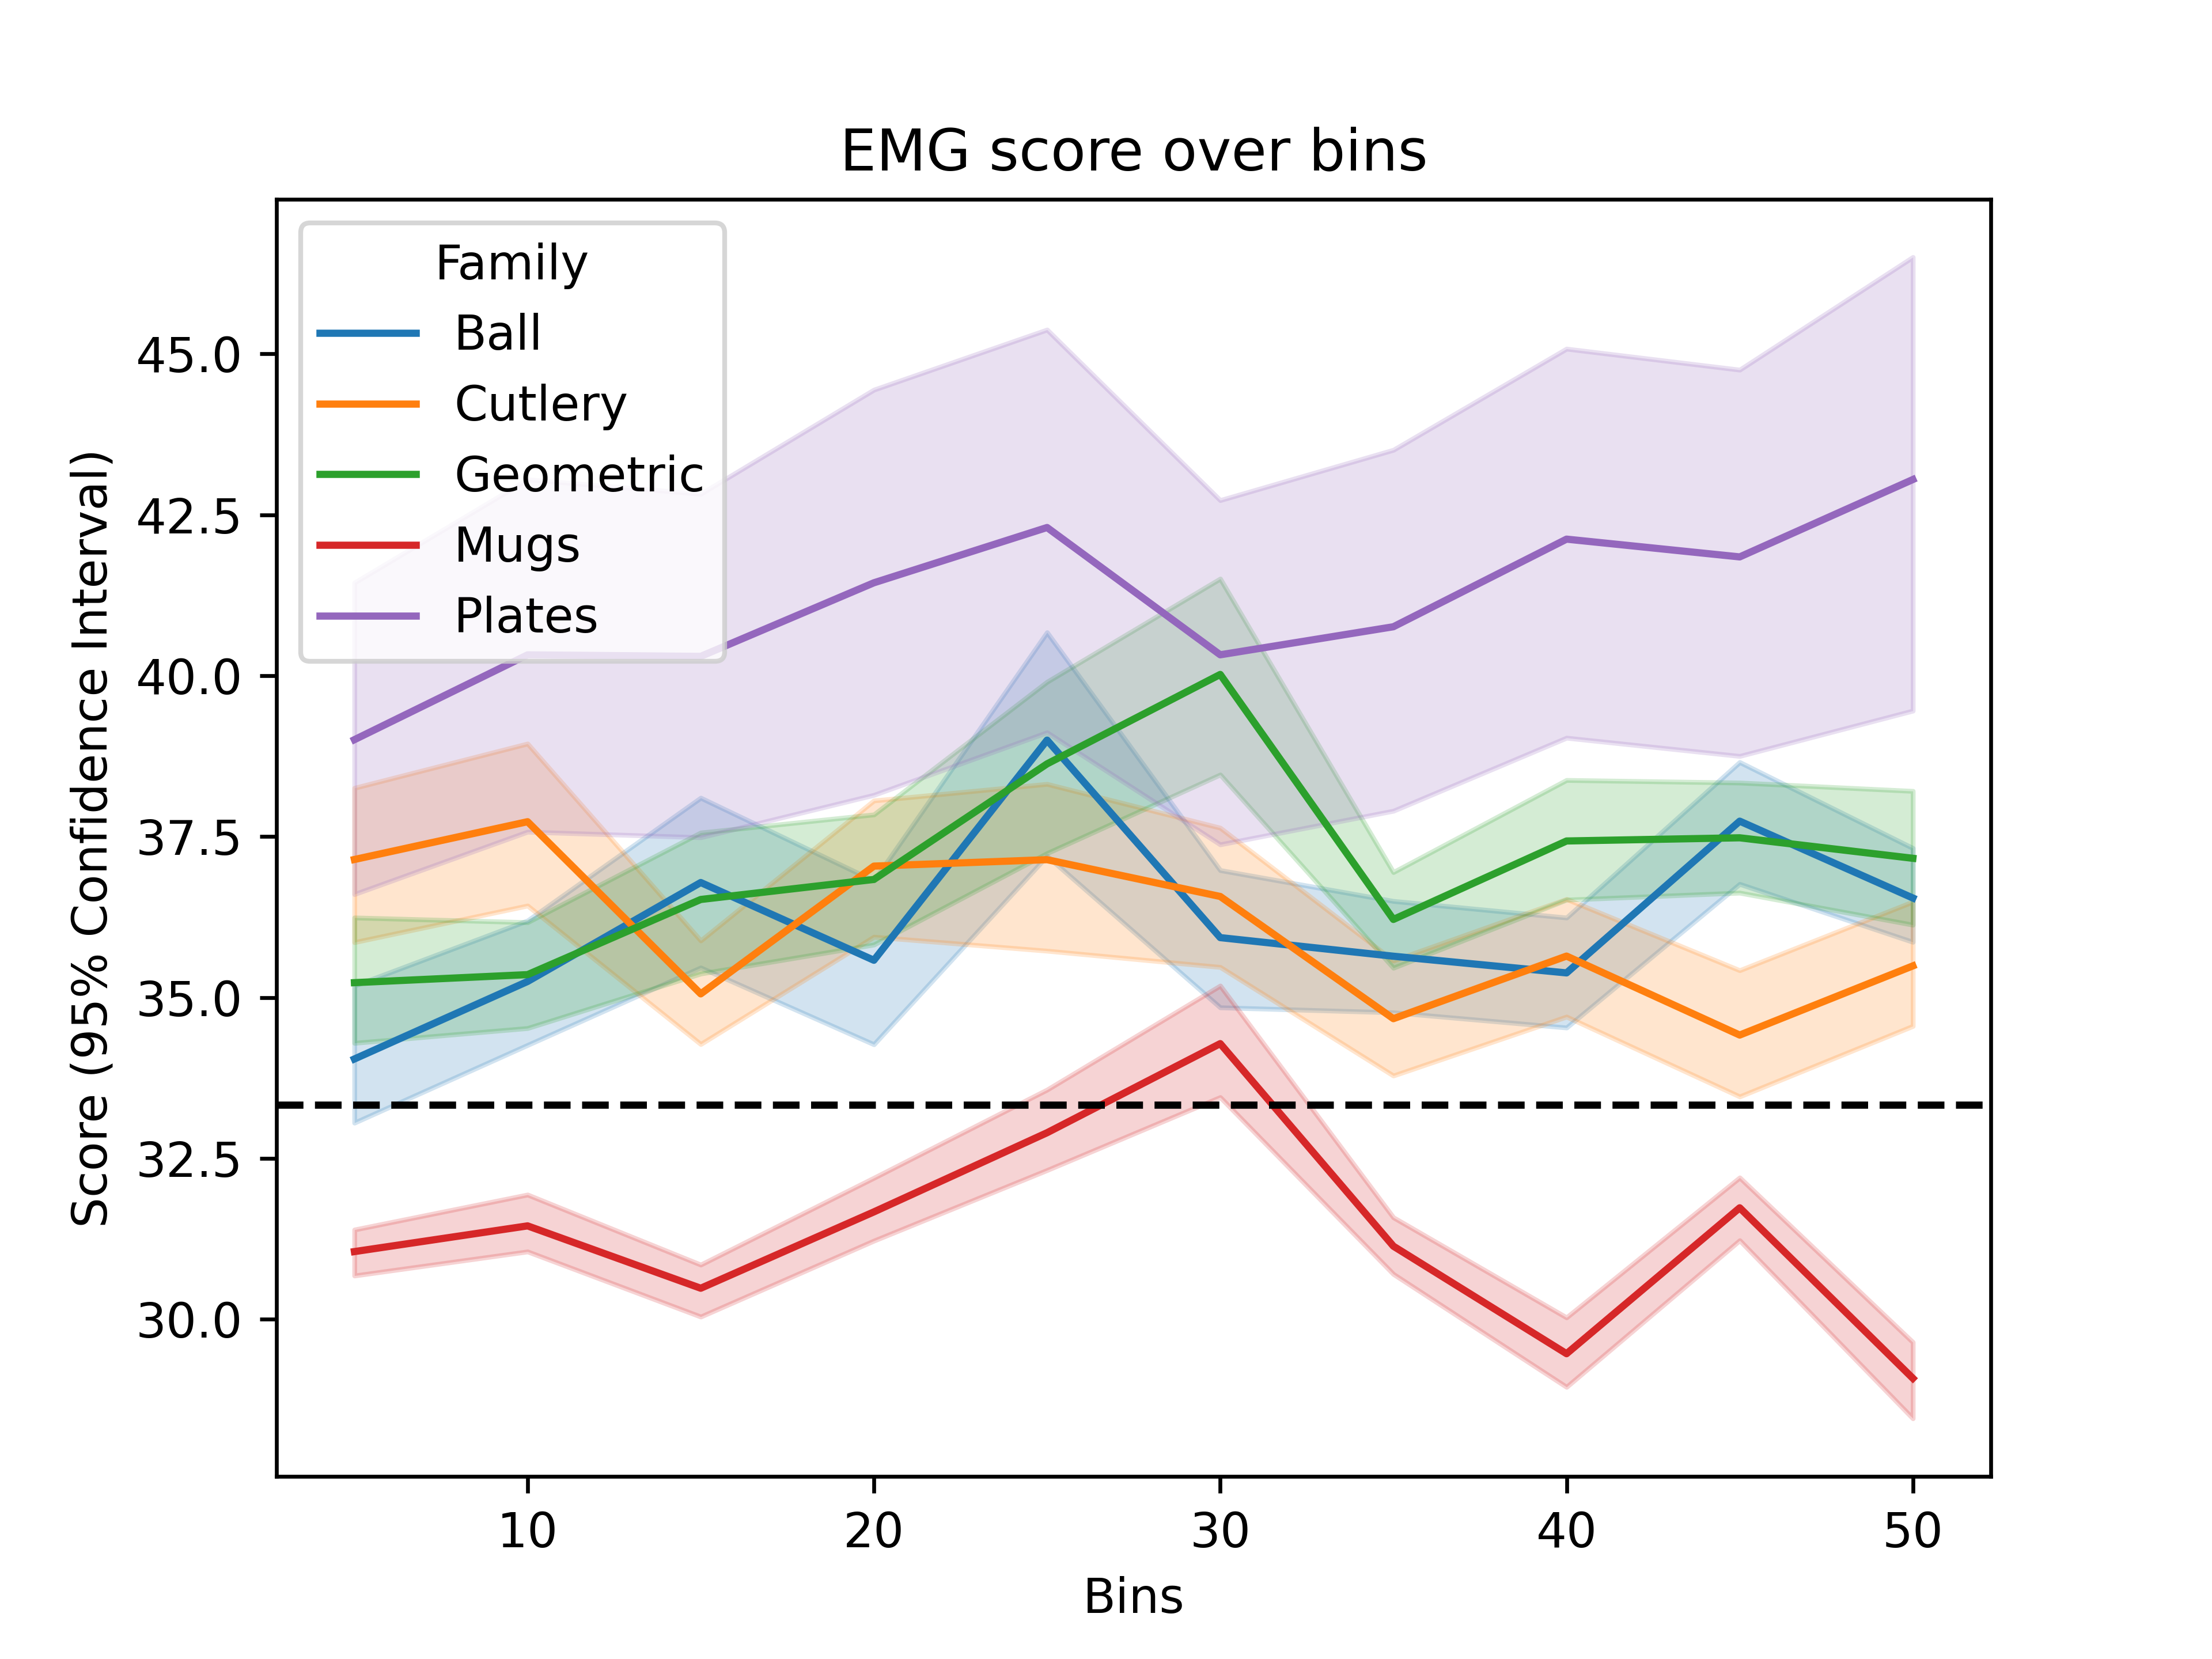 EMG score over bins
Family
Ball
Cutlery
Geometric
Mugs
Plates
Score (95% Confidence Interval)
45.0
42.5
40.0
37.5
35.0
32.5
30.0
10 20 30 40 50
Bins